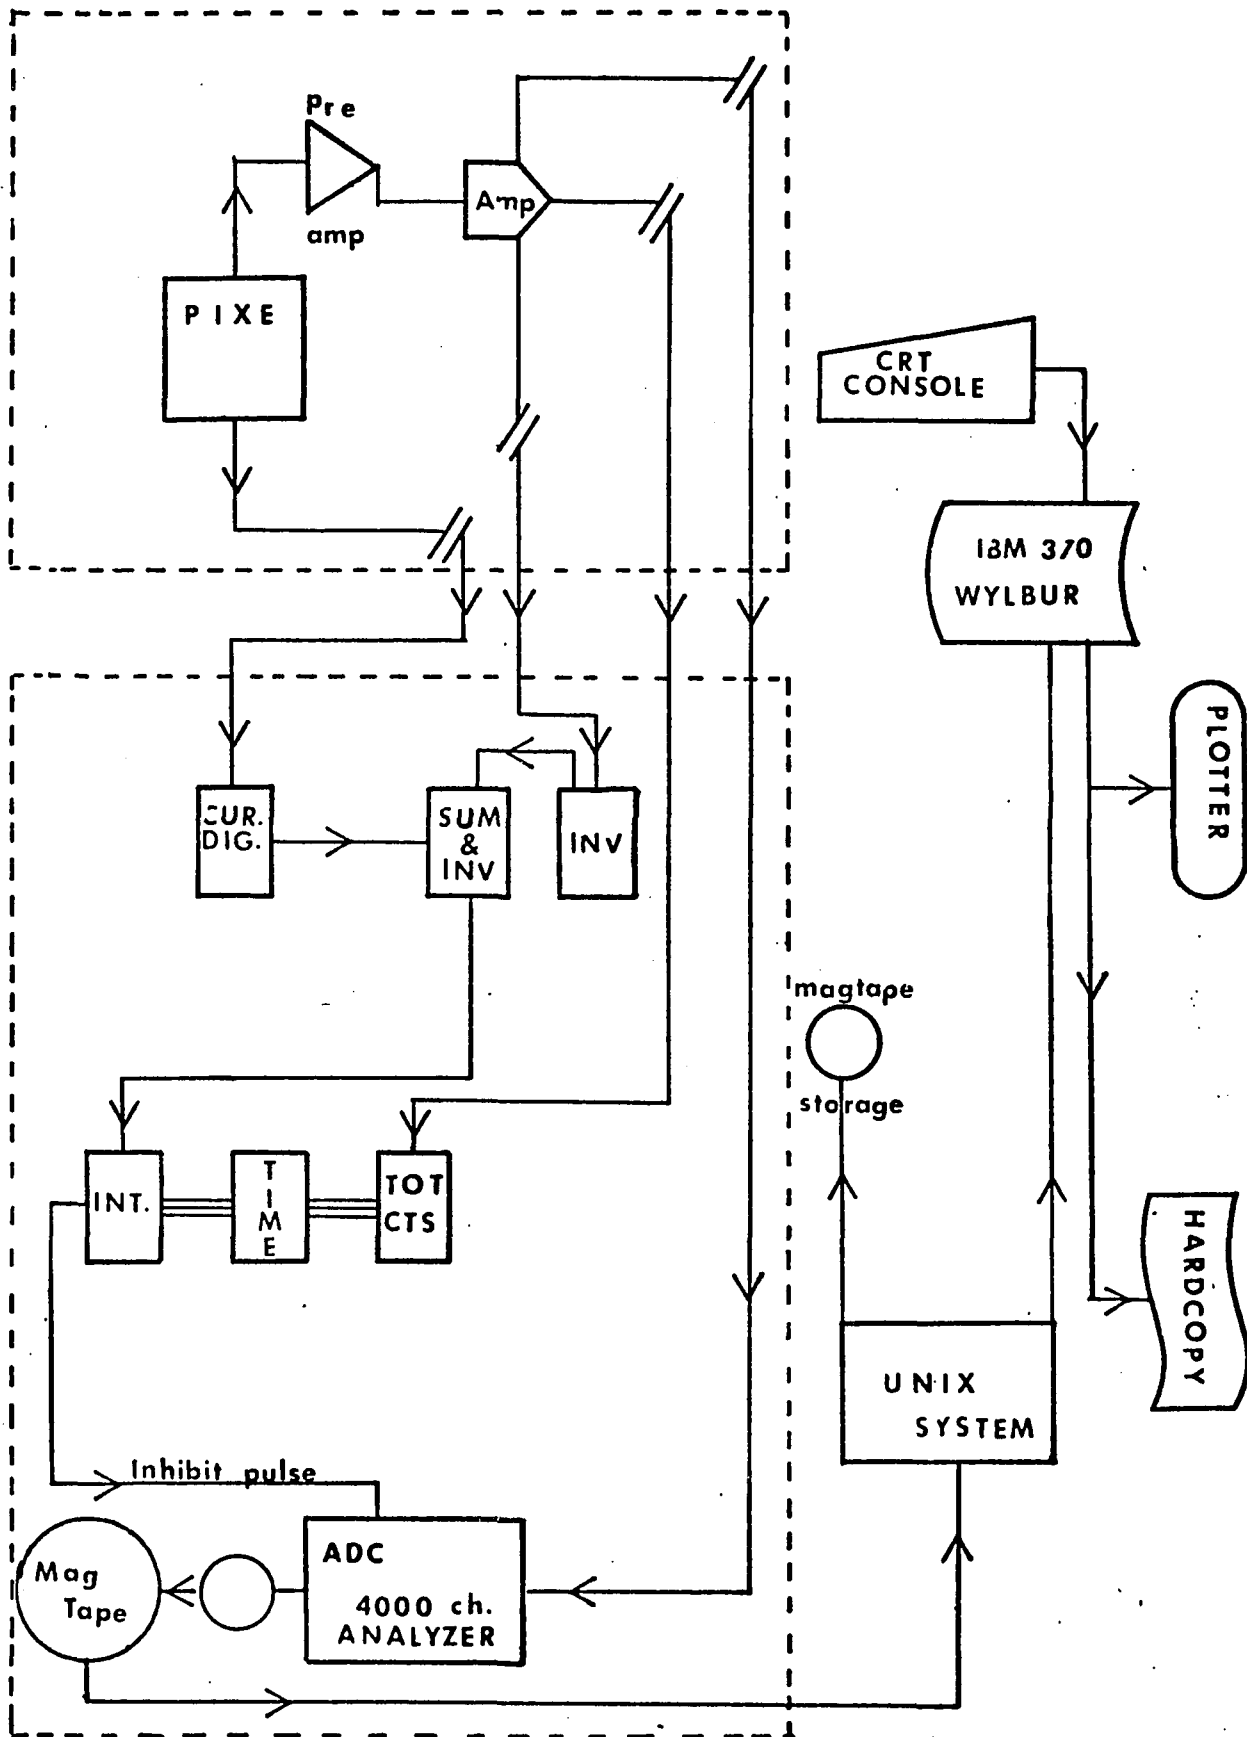 Pre
amp
Amp
PIXE
CRT
CONSOLE
IBM 370
WYLBUR
PLOTTER
CUR.
DIG.
SUM
&
INV
INV
magtape
storage
INT.
TIME
TOT
CTS
HARDCOPY
UNIX
SYSTEM
Inhibit pulse
Mag
Tape
ADC
4000 ch.
ANALYZER